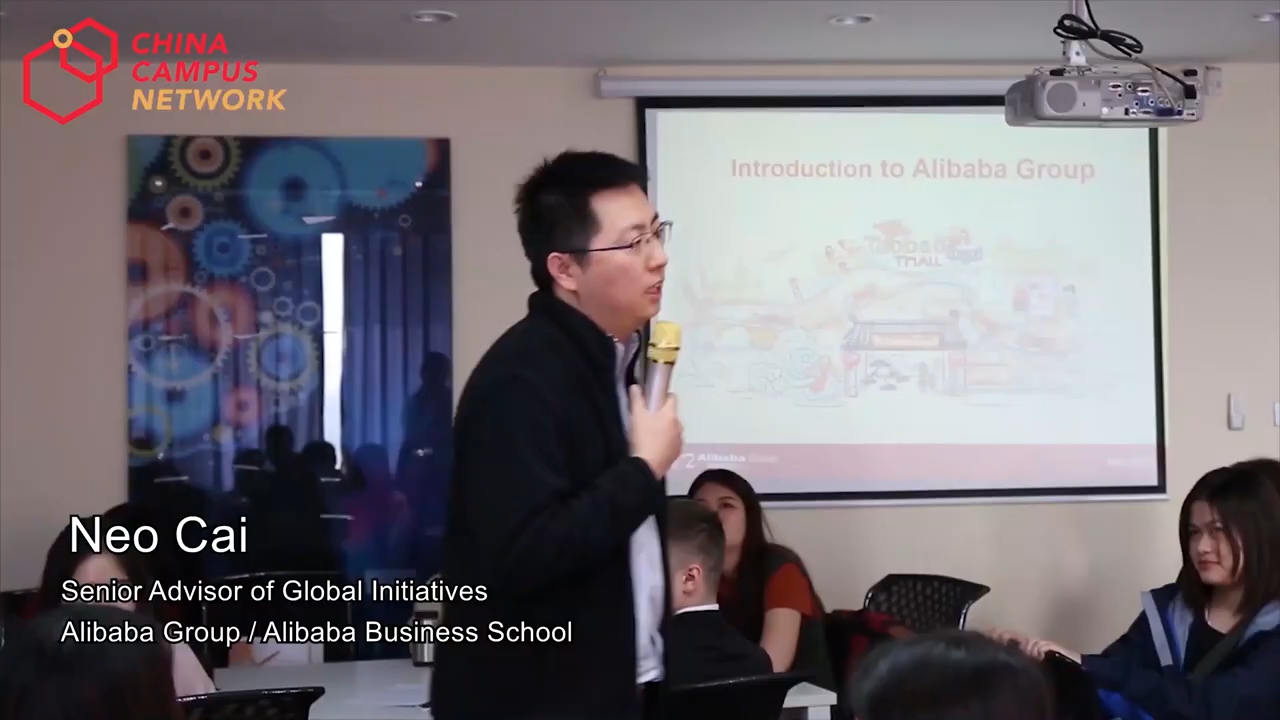 CHINA
CAMPUS
NETWORK
Introduction to Alibaba Group
TMALL
Alibaba Group
Neo Cai
Senior Advisor of Global Initiatives
Alibaba Group / Alibaba Business School